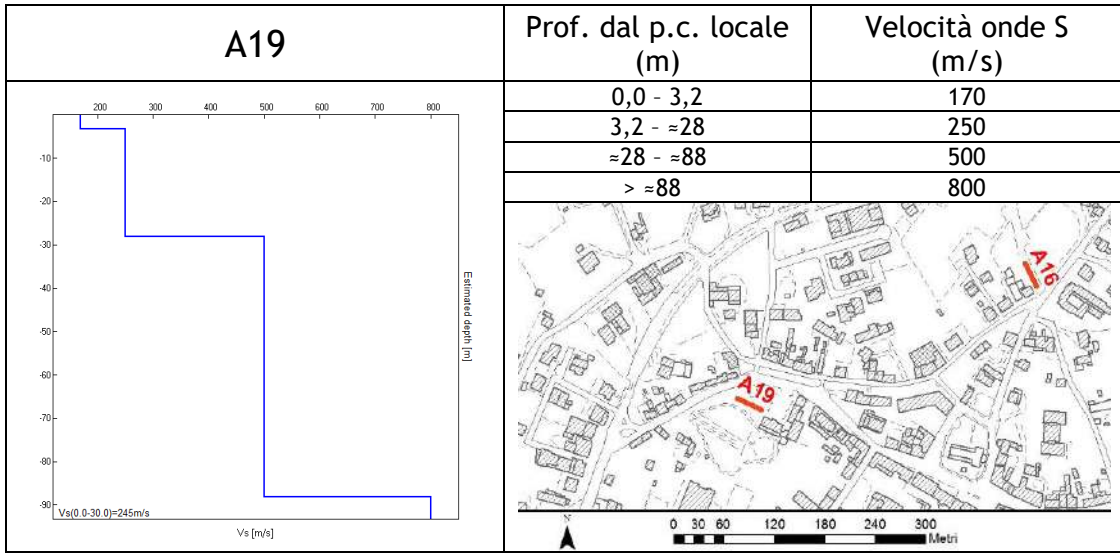 A19
Prof. dal p.c. locale
(m)
Velocità onde S
(m/s)
0,0 - 3,2
170
3,2 - ≈28
250
≈28 - ≈88
500
> ≈88
800
200 300 400 500 600 700 800
-10
-20
-30
-40
-50
-60
-70
-80
-90
Estimated depth [m]
Vs(0.0-30.0)=245m/s
Vs [m/s]
A16
A19
N
0 30 60 120 180 240 300
Metri